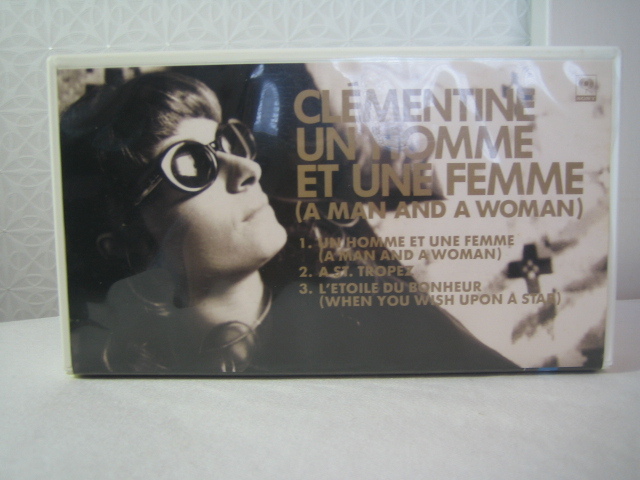 CLÉMENTINE
UN HOMME
ET UNE FEMME
(A MAN AND A WOMAN)
1. UN HOMME ET UNE FEMME
(A MAN AND A WOMAN)
2. A ST. TROPEZ
3. L'ETOILE DU BONHEUR
(WHEN YOU WISH UPON A STAR)